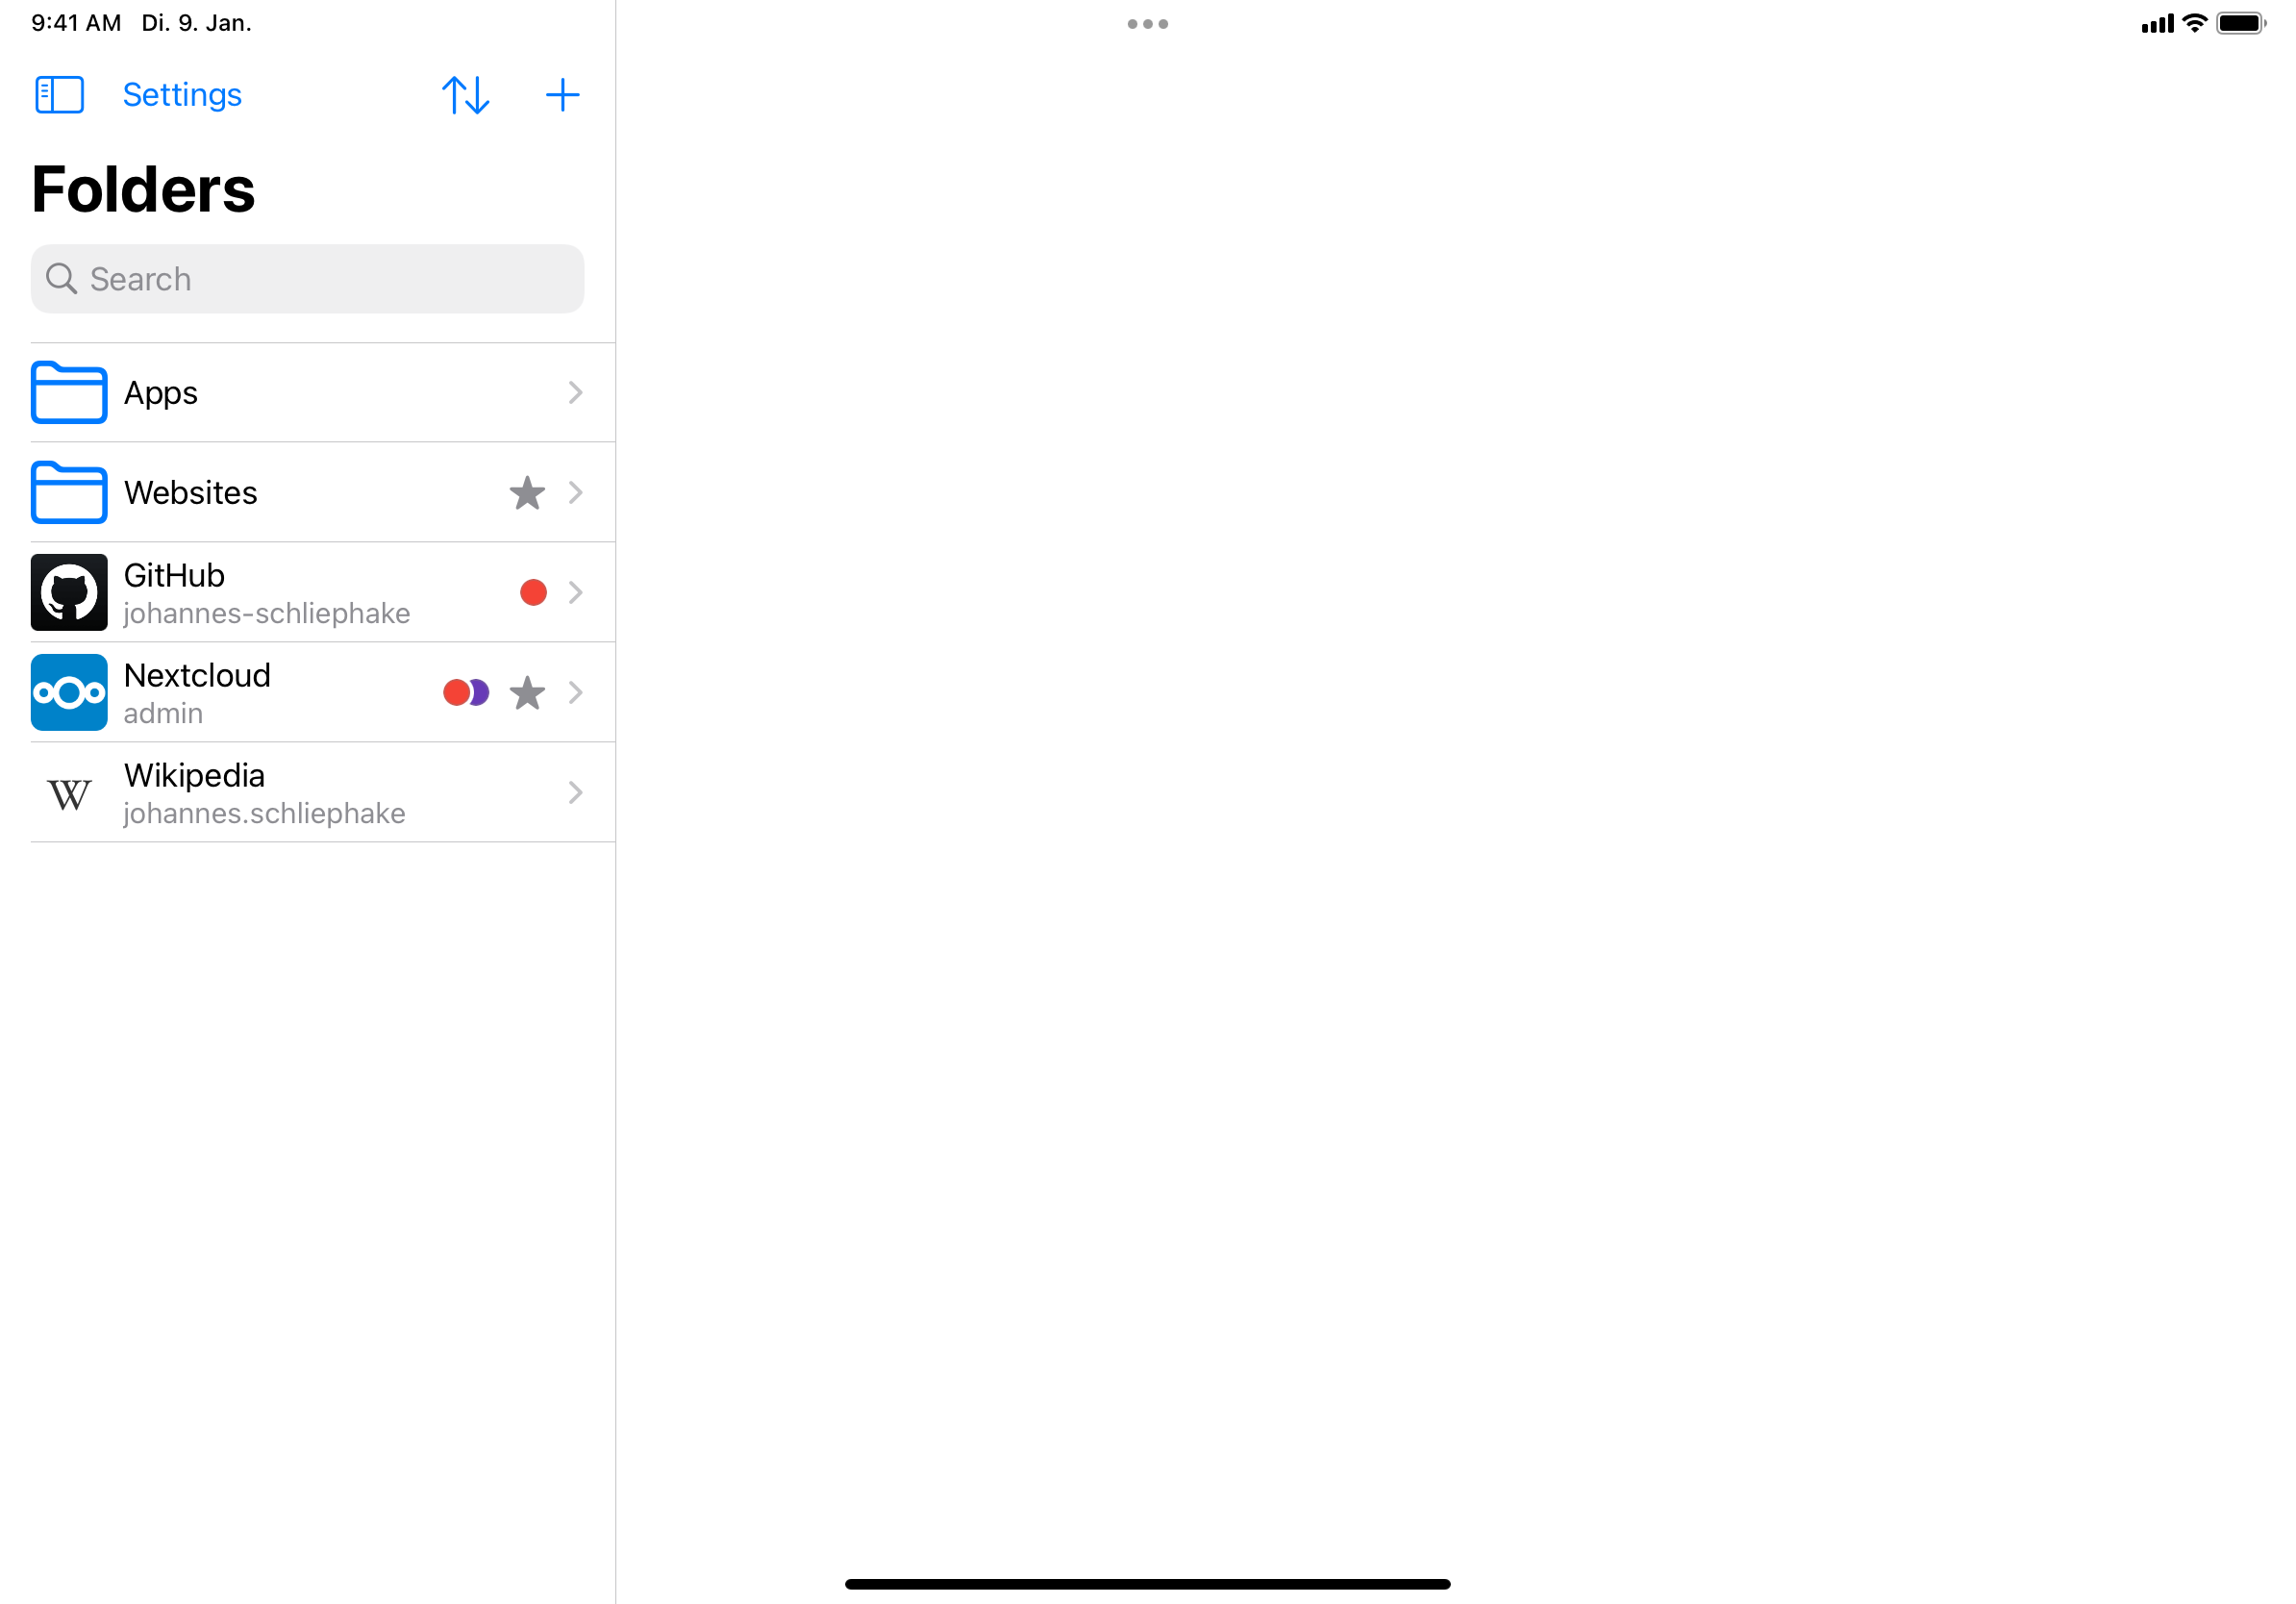 9:41 AM Di. 9. Jan.
Settings
Folders
Search
Apps
Websites
GitHub
johannes-schliephake
Nextcloud
admin
W
Wikipedia
johannes.schliephake